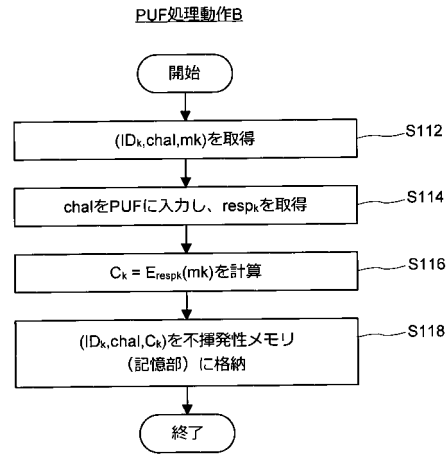 PUF処理動作B
開始
(IDk,chal,mk)を取得
S112
chalをPUFに入力し、respkを取得
S114
Ck = Erespk(mk)を計算
S116
(IDk,chal,Ck)を不揮発性メモリ
(記憶部)に格納
S118
終了